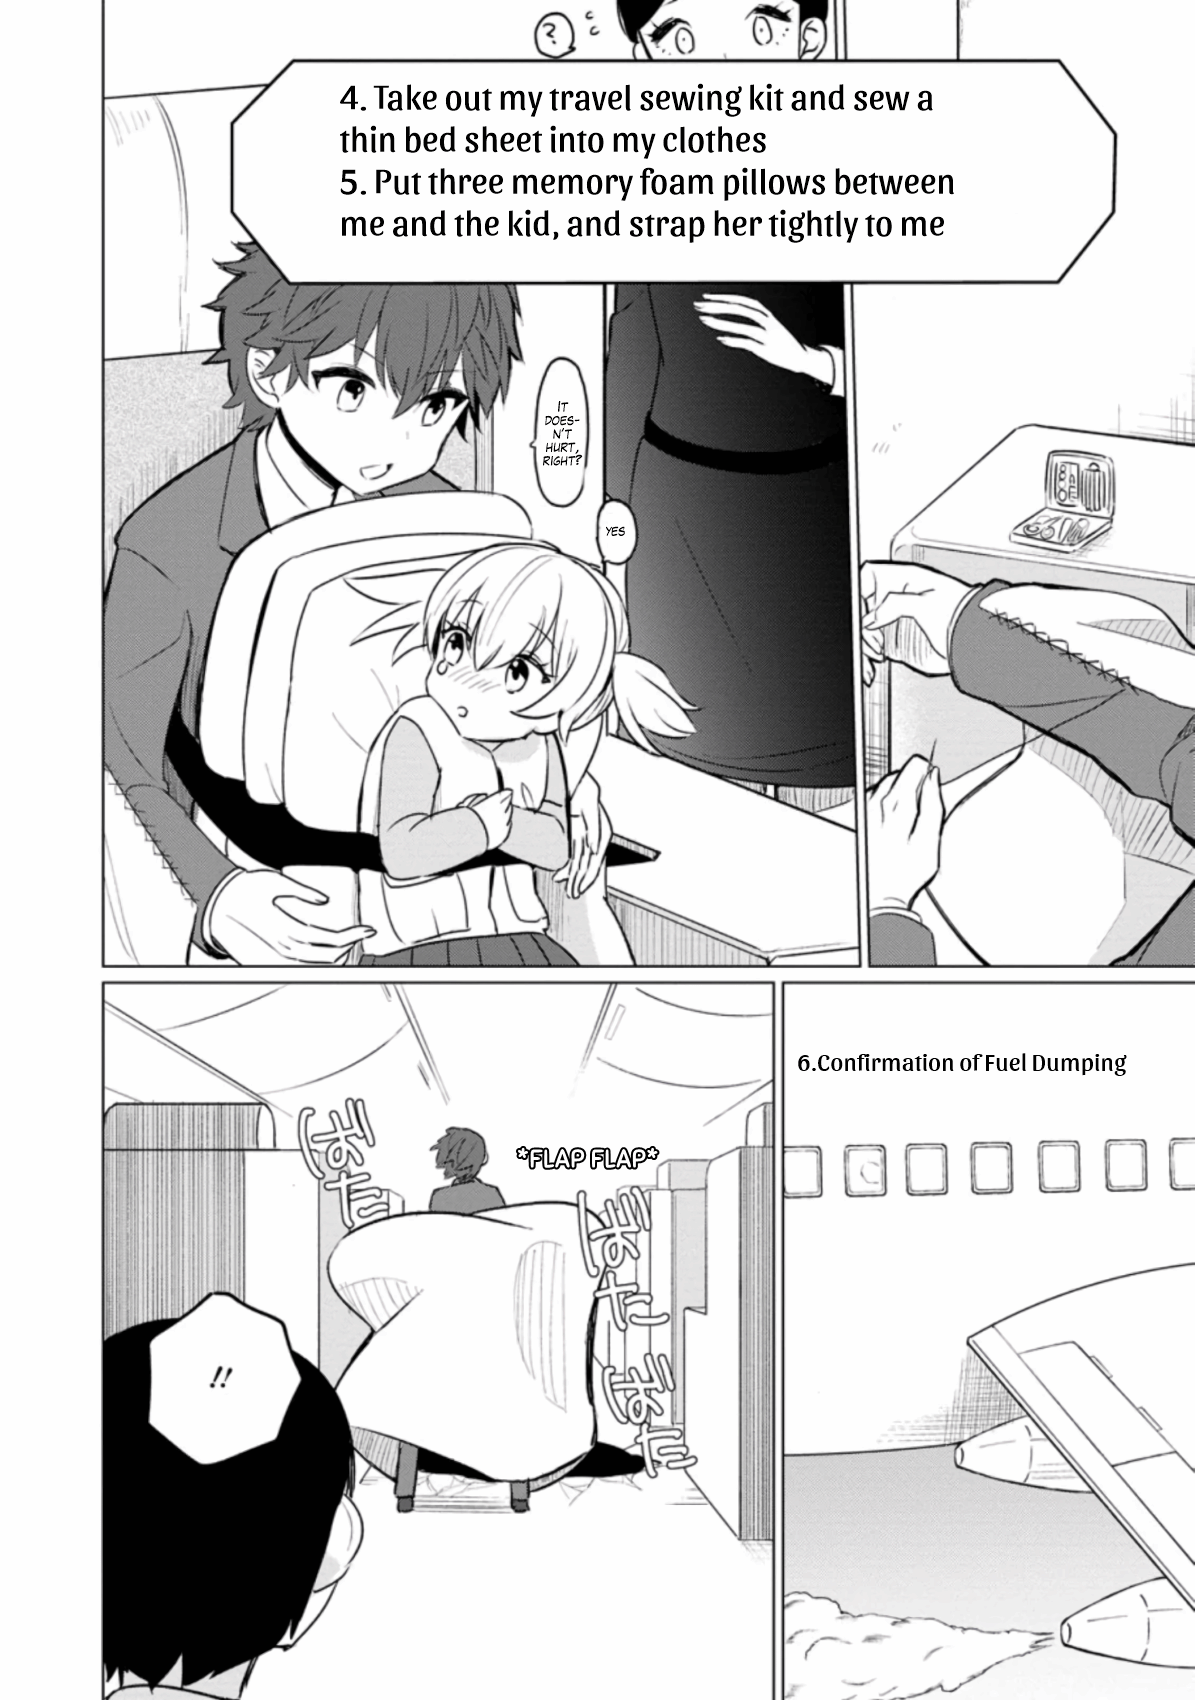 ?
4. Take out my travel sewing kit and sew a
thin bed sheet into my clothes
5. Put three memory foam pillows between
me and the kid, and strap her tightly to me
IT
DOES-
N'T
HURT,
RIGHT?
YES
6.Confirmation of Fuel Dumping
*FLAP FLAP*
ばた
ばた
ばた
!!